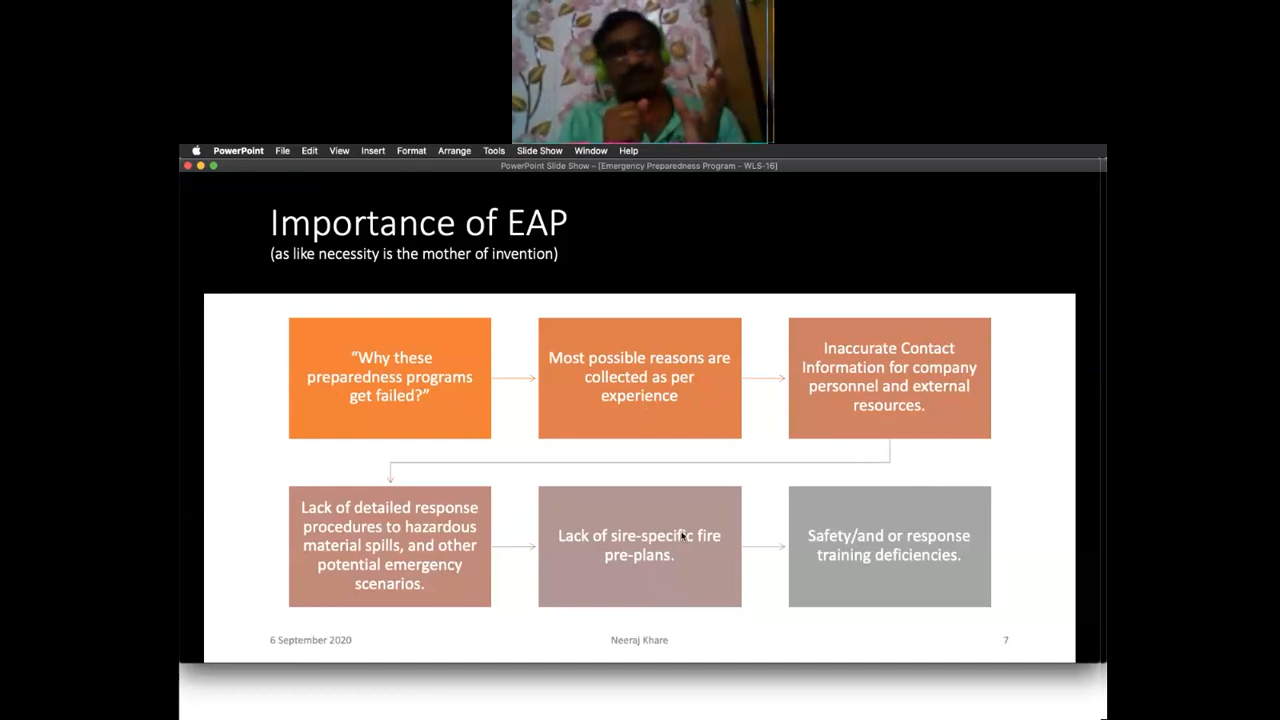 PowerPoint File Edit View Insert Format Arrange Tools Slide Show Window Help
PowerPoint Slide Show – [Emergency Preparedness Program - WLS-16]
Importance of EAP
(as like necessity is the mother of invention)
“Why these
preparedness programs
get failed?”
Most possible reasons are
collected as per
experience
Inaccurate Contact
Information for company
personnel and external
resources.
Lack of detailed response
procedures to hazardous
material spills, and other
potential emergency
scenarios.
Lack of sire-specific fire
pre-plans.
Safety/and or response
training deficiencies.
6 September 2020
Neeraj Khare
7